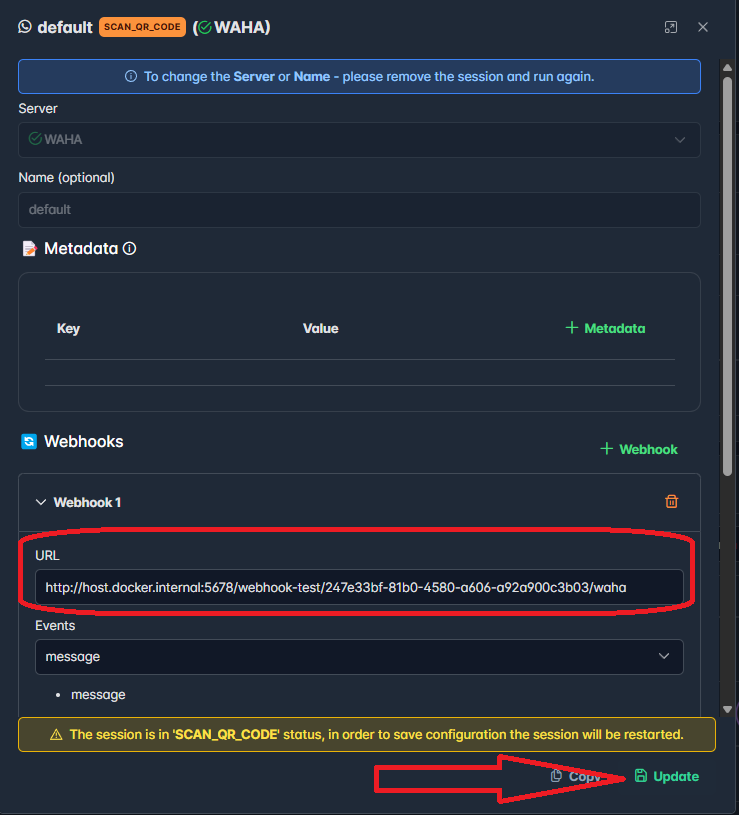 default SCAN_QR_CODE (WAHA)
To change the Server or Name - please remove the session and run again.
Server
WAHA
Name (optional)
default
Metadata
Key Value + Metadata
Webhooks
+ Webhook
Webhook 1
URL
http://host.docker.internal:5678/webhook-test/247e33bf-81b0-4580-a606-a92a900c3b03/waha
Events
message
• message
The session is in 'SCAN_QR_CODE' status, in order to save configuration the session will be restarted.
Copy Update